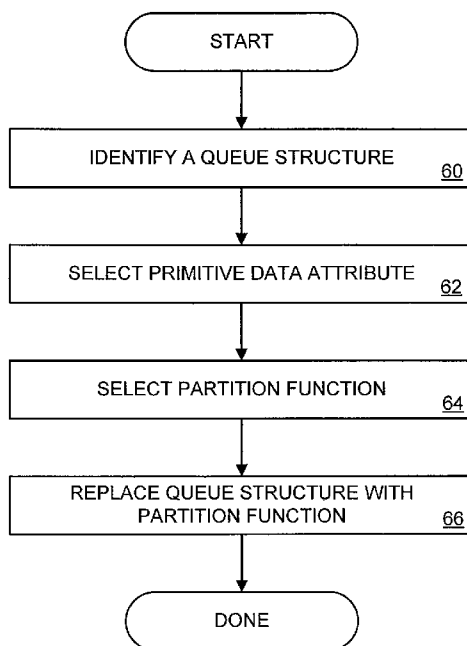 START
IDENTIFY A QUEUE STRUCTURE
60
SELECT PRIMITIVE DATA ATTRIBUTE
62
SELECT PARTITION FUNCTION
64
REPLACE QUEUE STRUCTURE WITH
PARTITION FUNCTION
66
DONE